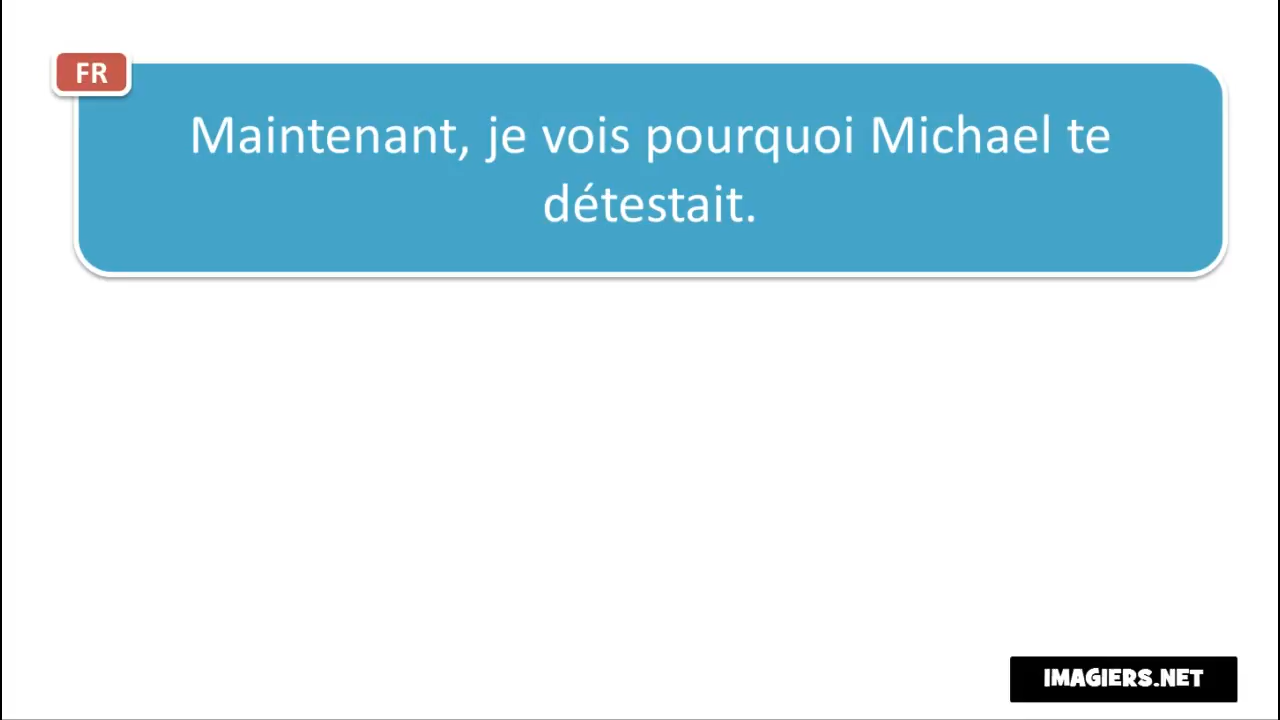 FR
Maintenant, je vois pourquoi Michael te
détestait.
IMAGIERS.NET